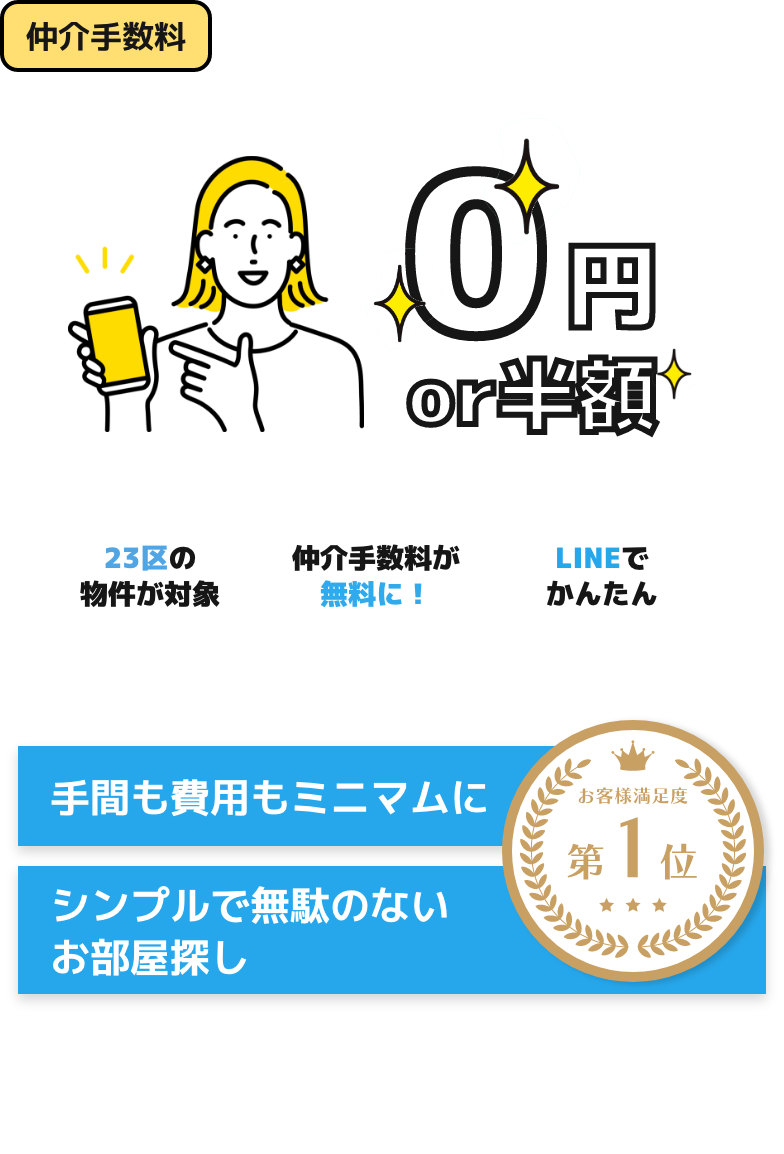 仲介手数料
0円
or半額
23区の
物件が対象
仲介手数料が
無料に！
LINEで
かんたん
手間も費用もミニマムに
シンプルで無駄のない
お部屋探し
お客様満足度
第1位